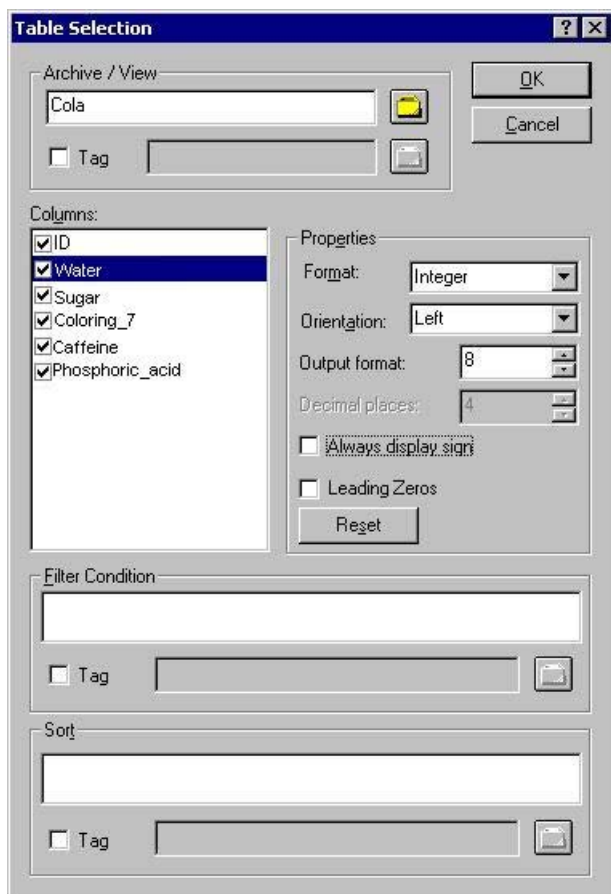 Table Selection
Archive / View
Cola
OK
Tag
Cancel
Columns:
ID
Water
Sugar
Coloring_7
Caffeine
Phosphoric_acid
Properties
Format:
Integer
Orientation:
Left
Output format:
8
Decimal places:
4
Always display sign
Leading Zeros
Reset
Filter Condition
Tag
Sort
Tag